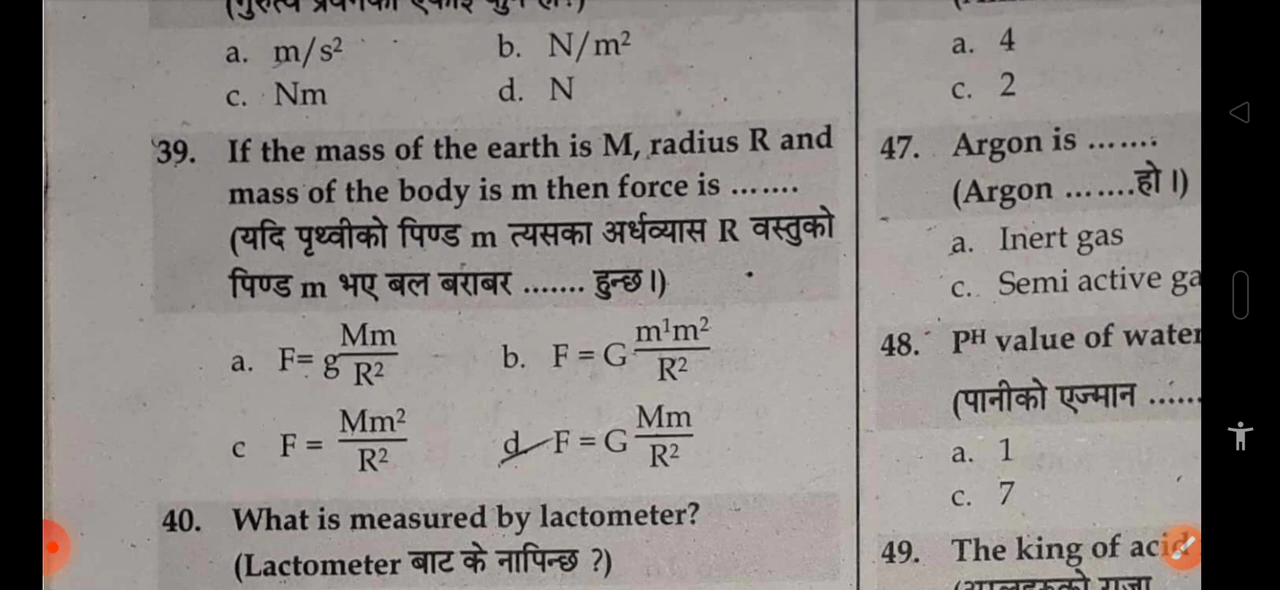 a. m/s² b. N/m²
c. Nm d. N
39. If the mass of the earth is M, radius R and
mass of the body is m then force is .......
(यदि पृथ्वीको पिण्ड m त्यसका अर्धव्यास R वस्तुको
पिण्ड m भए बल बराबर ....... हुन्छ।)
a. F= g Mm/R² b. F = G m¹m²/R²
c F = Mm²/R² d F = G Mm/R²
40. What is measured by lactometer?
(Lactometer बाट के नापिन्छ ?)
a. 4
c. 2
47. Argon is .......
(Argon .......हो।)
a. Inert gas
c. Semi active
48. PH value of water
(पानीको एज्मान ......
a. 1
c. 7
49. The king of acid